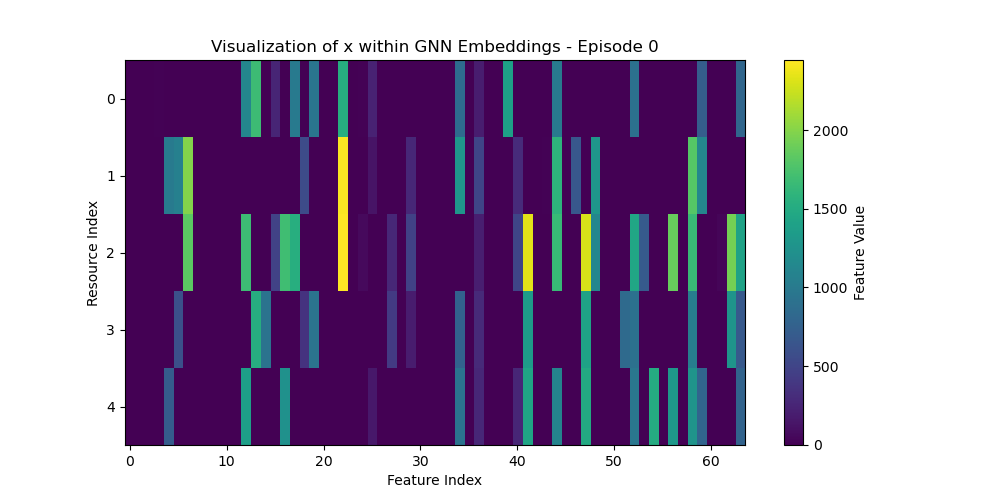 Visualization of x within GNN Embeddings - Episode 0
Resource Index
0
1
2
3
4
0 10 20 30 40 50 60
Feature Index
2000
1500
1000
500
0
Feature Value